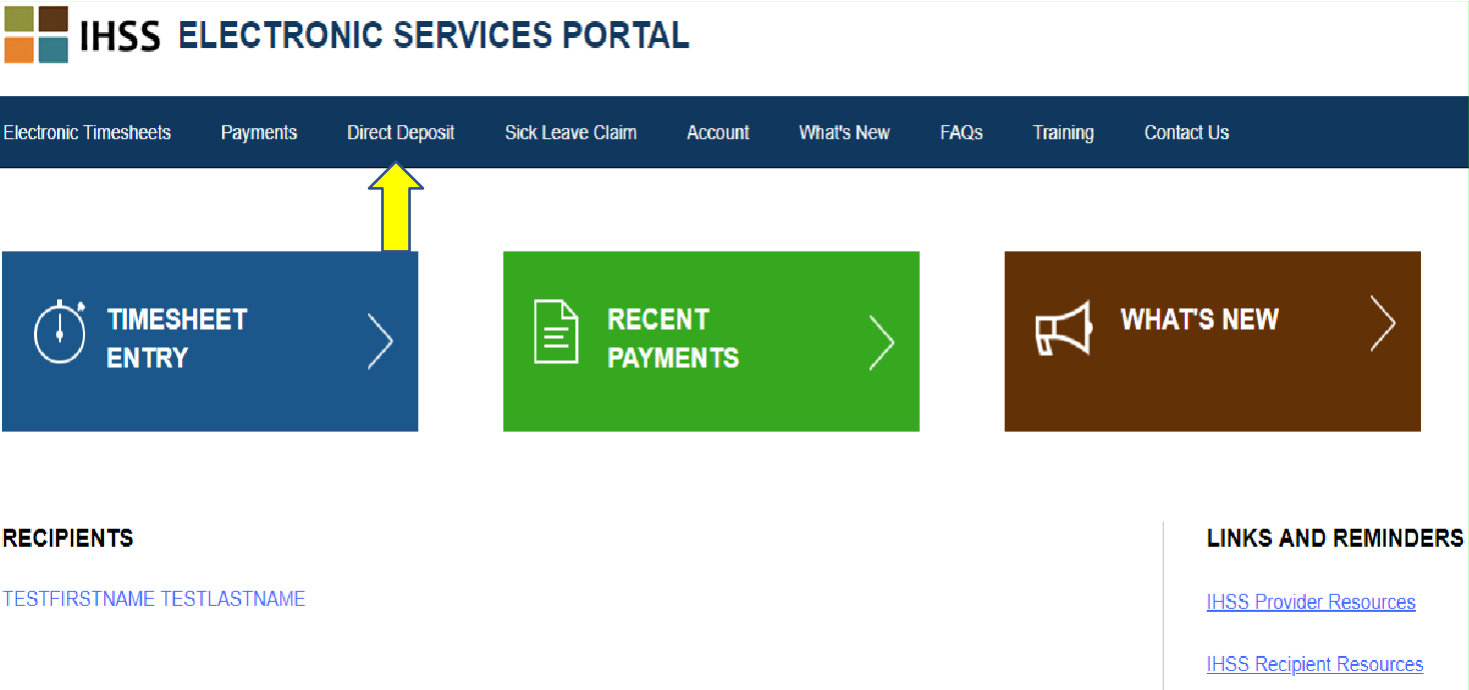 IHSS ELECTRONIC SERVICES PORTAL
Electronic Timesheets Payments Direct Deposit Sick Leave Claim Account What's New FAQs Training Contact Us
TIMESHEET
ENTRY
RECENT
PAYMENTS
WHAT'S NEW
RECIPIENTS
TESTFIRSTNAME TESTLASTNAME
LINKS AND REMINDERS
IHSS Provider Resources
IHSS Recipient Resources